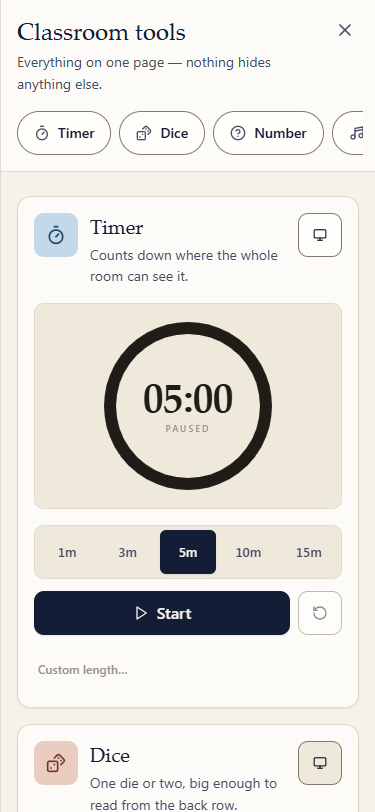 Classroom tools
Everything on one page — nothing hides
anything else.
Timer
Dice
Number
Timer
Counts down where the whole
room can see it.
05:00
PAUSED
1m
3m
5m
10m
15m
Start
Custom length...
Dice
One die or two, big enough to
read from the back row.